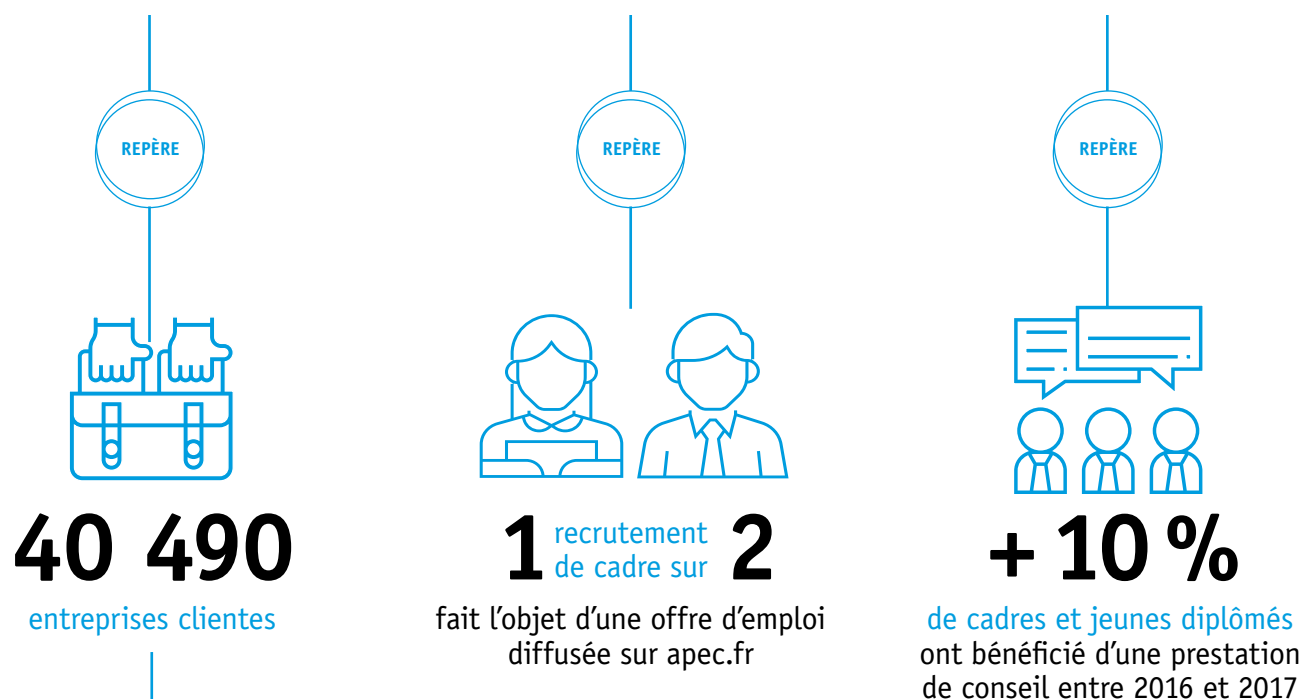 REPÈRE
40 490
entreprises clientes
REPÈRE
1 recrutement de cadre sur 2
fait l’objet d’une offre d’emploi
diffusée sur apec.fr
REPÈRE
+ 10 %
de cadres et jeunes diplômés
ont bénéficié d’une prestation
de conseil entre 2016 et 2017